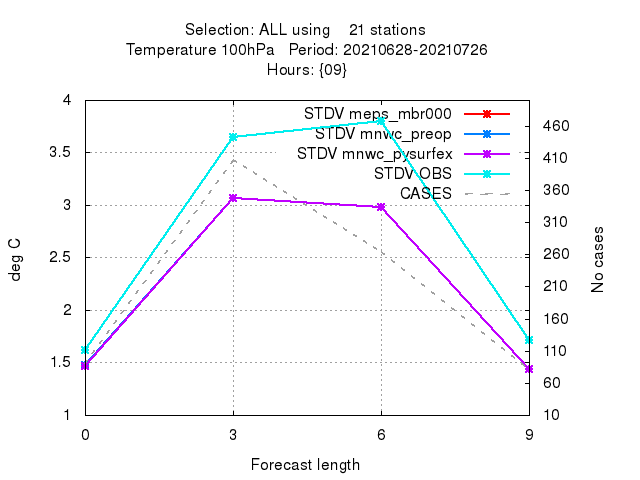 Selection: ALL using    21 stations
Temperature 100hPa   Period: 20210628-20210726
Hours: {09}
STDV meps_mbr000
STDV mnwc_preop
STDV mnwc_pysurfex
STDV OBS
CASES
deg C
4
3.5
3
2.5
2
1.5
1
460
410
360
310
260
210
160
110
60
10
No cases
0 3 6 9
Forecast length